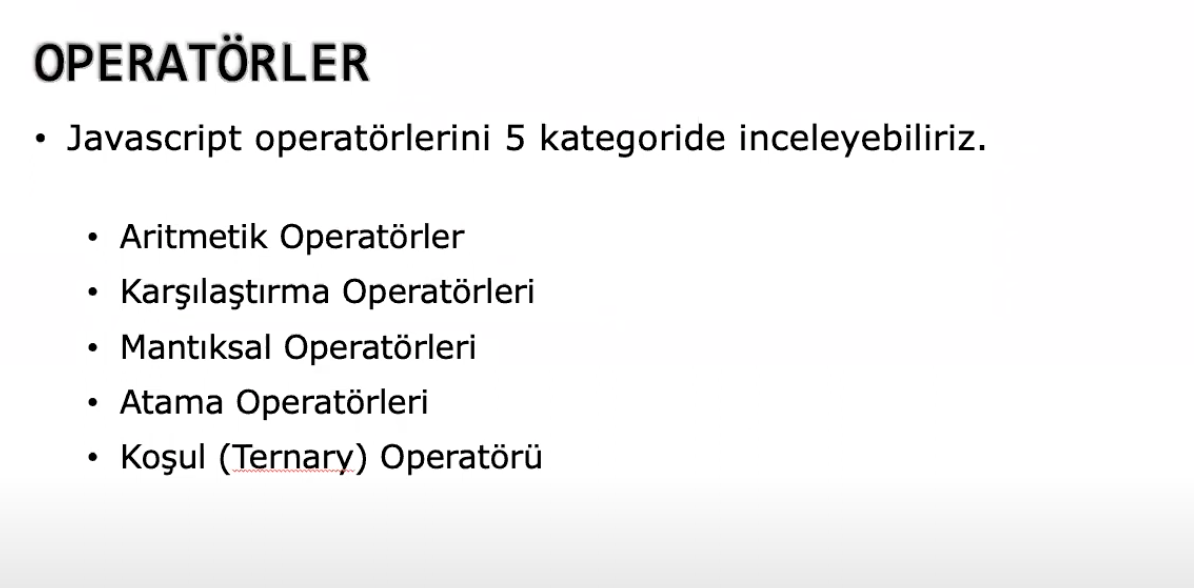 OPERATÖRLER
• Javascript operatörlerini 5 kategoride inceleyebiliriz.
• Aritmetik Operatörler
• Karşılaştırma Operatörleri
• Mantıksal Operatörleri
• Atama Operatörleri
• Koşul (Ternary) Operatörü